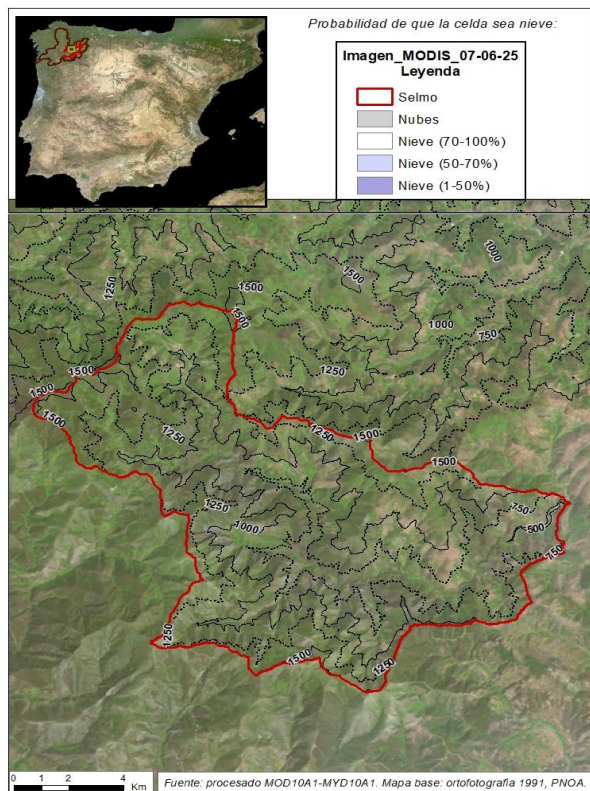 Probabilidad de que la celda sea nieve:
Imagen_MODIS_07-06-25
Leyenda
Selmo
Nubes
Nieve (70-100%)
Nieve (50-70%)
Nieve (1-50%)
1250
1500
1000
1500
1500
1000
750
1250
1500
1500
1500
1250
1250
1500
1500
1250
1000
750
500
750
1250
1500
1250
0 1 2 4
Km
Fuente: procesado MOD10A1-MYD10A1. Mapa base: ortofotografia 1991, PNOA.